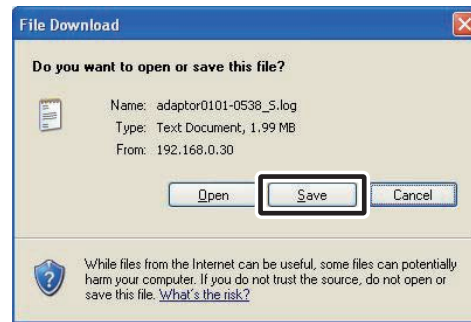 File Download
Do you want to open or save this file?
Name: adaptor0101-0538_S.log
Type: Text Document, 1.99 MB
From: 192.168.0.30
Open Save Cancel
While files from the Internet can be useful, some files can potentially
harm your computer. If you do not trust the source, do not open or
save this file. What's the risk?